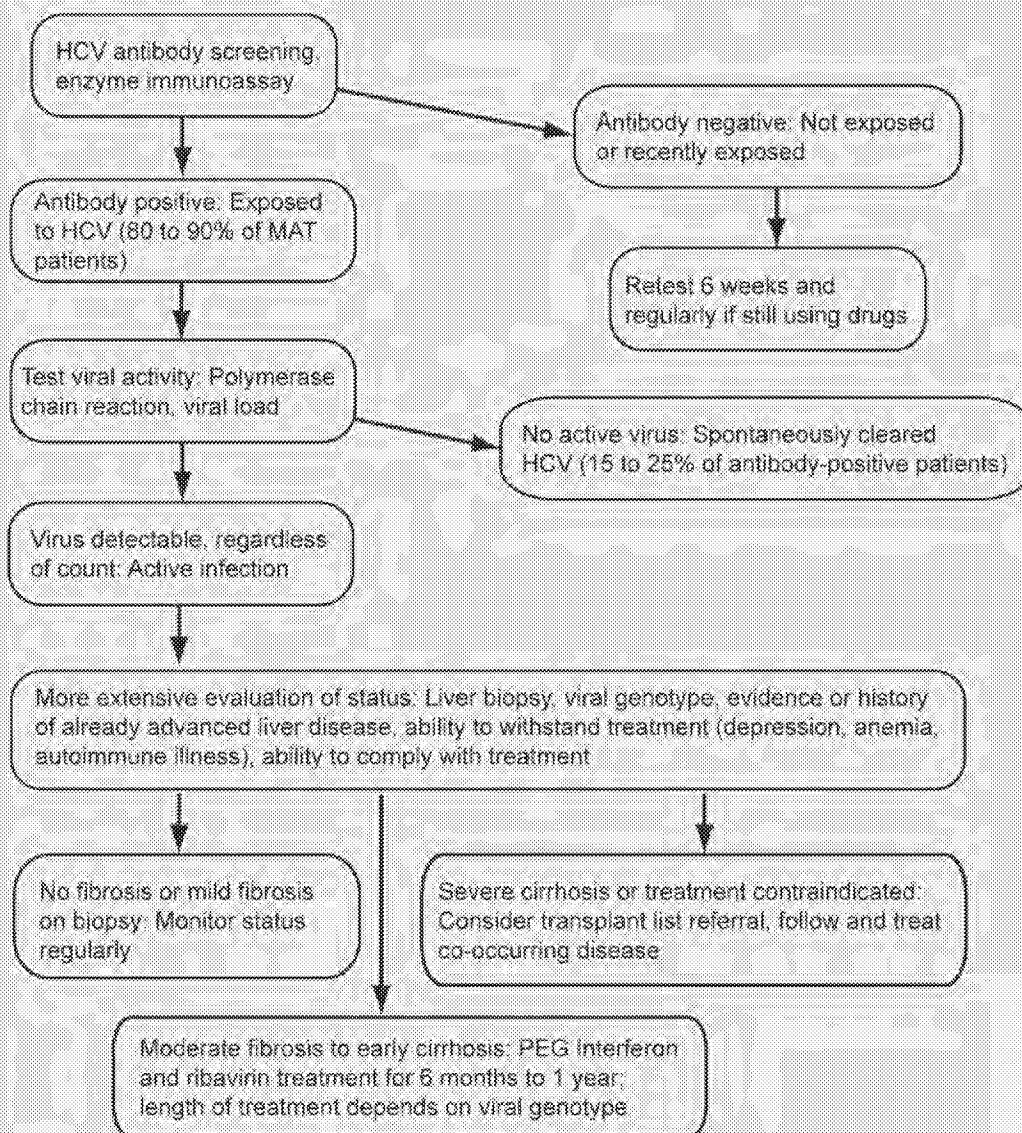 HCV antibody screening,
enzyme immunoassay
Antibody negative: Not exposed
or recently exposed
Antibody positive: Exposed
to HCV (80 to 90% of MAT
patients)
Retest 6 weeks and
regularly if still using drugs
Test viral activity: Polymerase
chain reaction, viral load
No active virus: Spontaneously cleared
HCV (15 to 25% of antibody-positive patients)
Virus detectable, regardless
of count: Active infection
More extensive evaluation of status: Liver biopsy, viral genotype, evidence or history
of already advanced liver disease, ability to withstand treatment (depression, anemia,
autoimmune illness), ability to comply with treatment
No fibrosis or mild fibrosis
on biopsy: Monitor status
regularly
Severe cirrhosis or treatment contraindicated:
Consider transplant list referral, follow and treat
co-occurring disease
Moderate fibrosis to early cirrhosis: PEG Interferon
and ribavirin treatment for 6 months to 1 year;
length of treatment depends on viral genotype